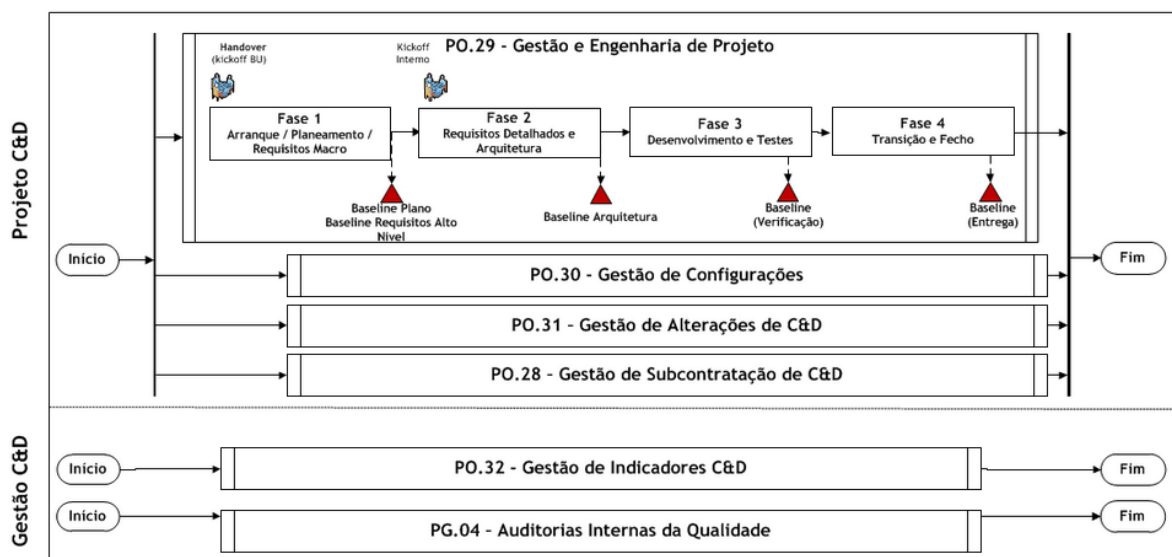 Projeto C&D
PO.29 - Gestão e Engenharia de Projeto
Handover
(kickoff BU)
Kickoff
Interno
Fase 1
Arranque / Planeamento /
Requisitos Macro
Fase 2
Requisitos Detalhados e
Arquitetura
Fase 3
Desenvolvimento e Testes
Fase 4
Transição e Fecho
Baseline Plano
Baseline Requisitos Alto
Nivel
Baseline Arquitetura
Baseline
(Verificação)
Baseline
(Entrega)
Início
Fim
PO.30 - Gestão de Configurações
PO.31 – Gestão de Alterações de C&D
PO.28 – Gestão de Subcontratação de C&D
Gestão C&D
Início
PO.32 - Gestão de Indicadores C&D
Fim
Início
PG.04 – Auditorias Internas da Qualidade
Fim